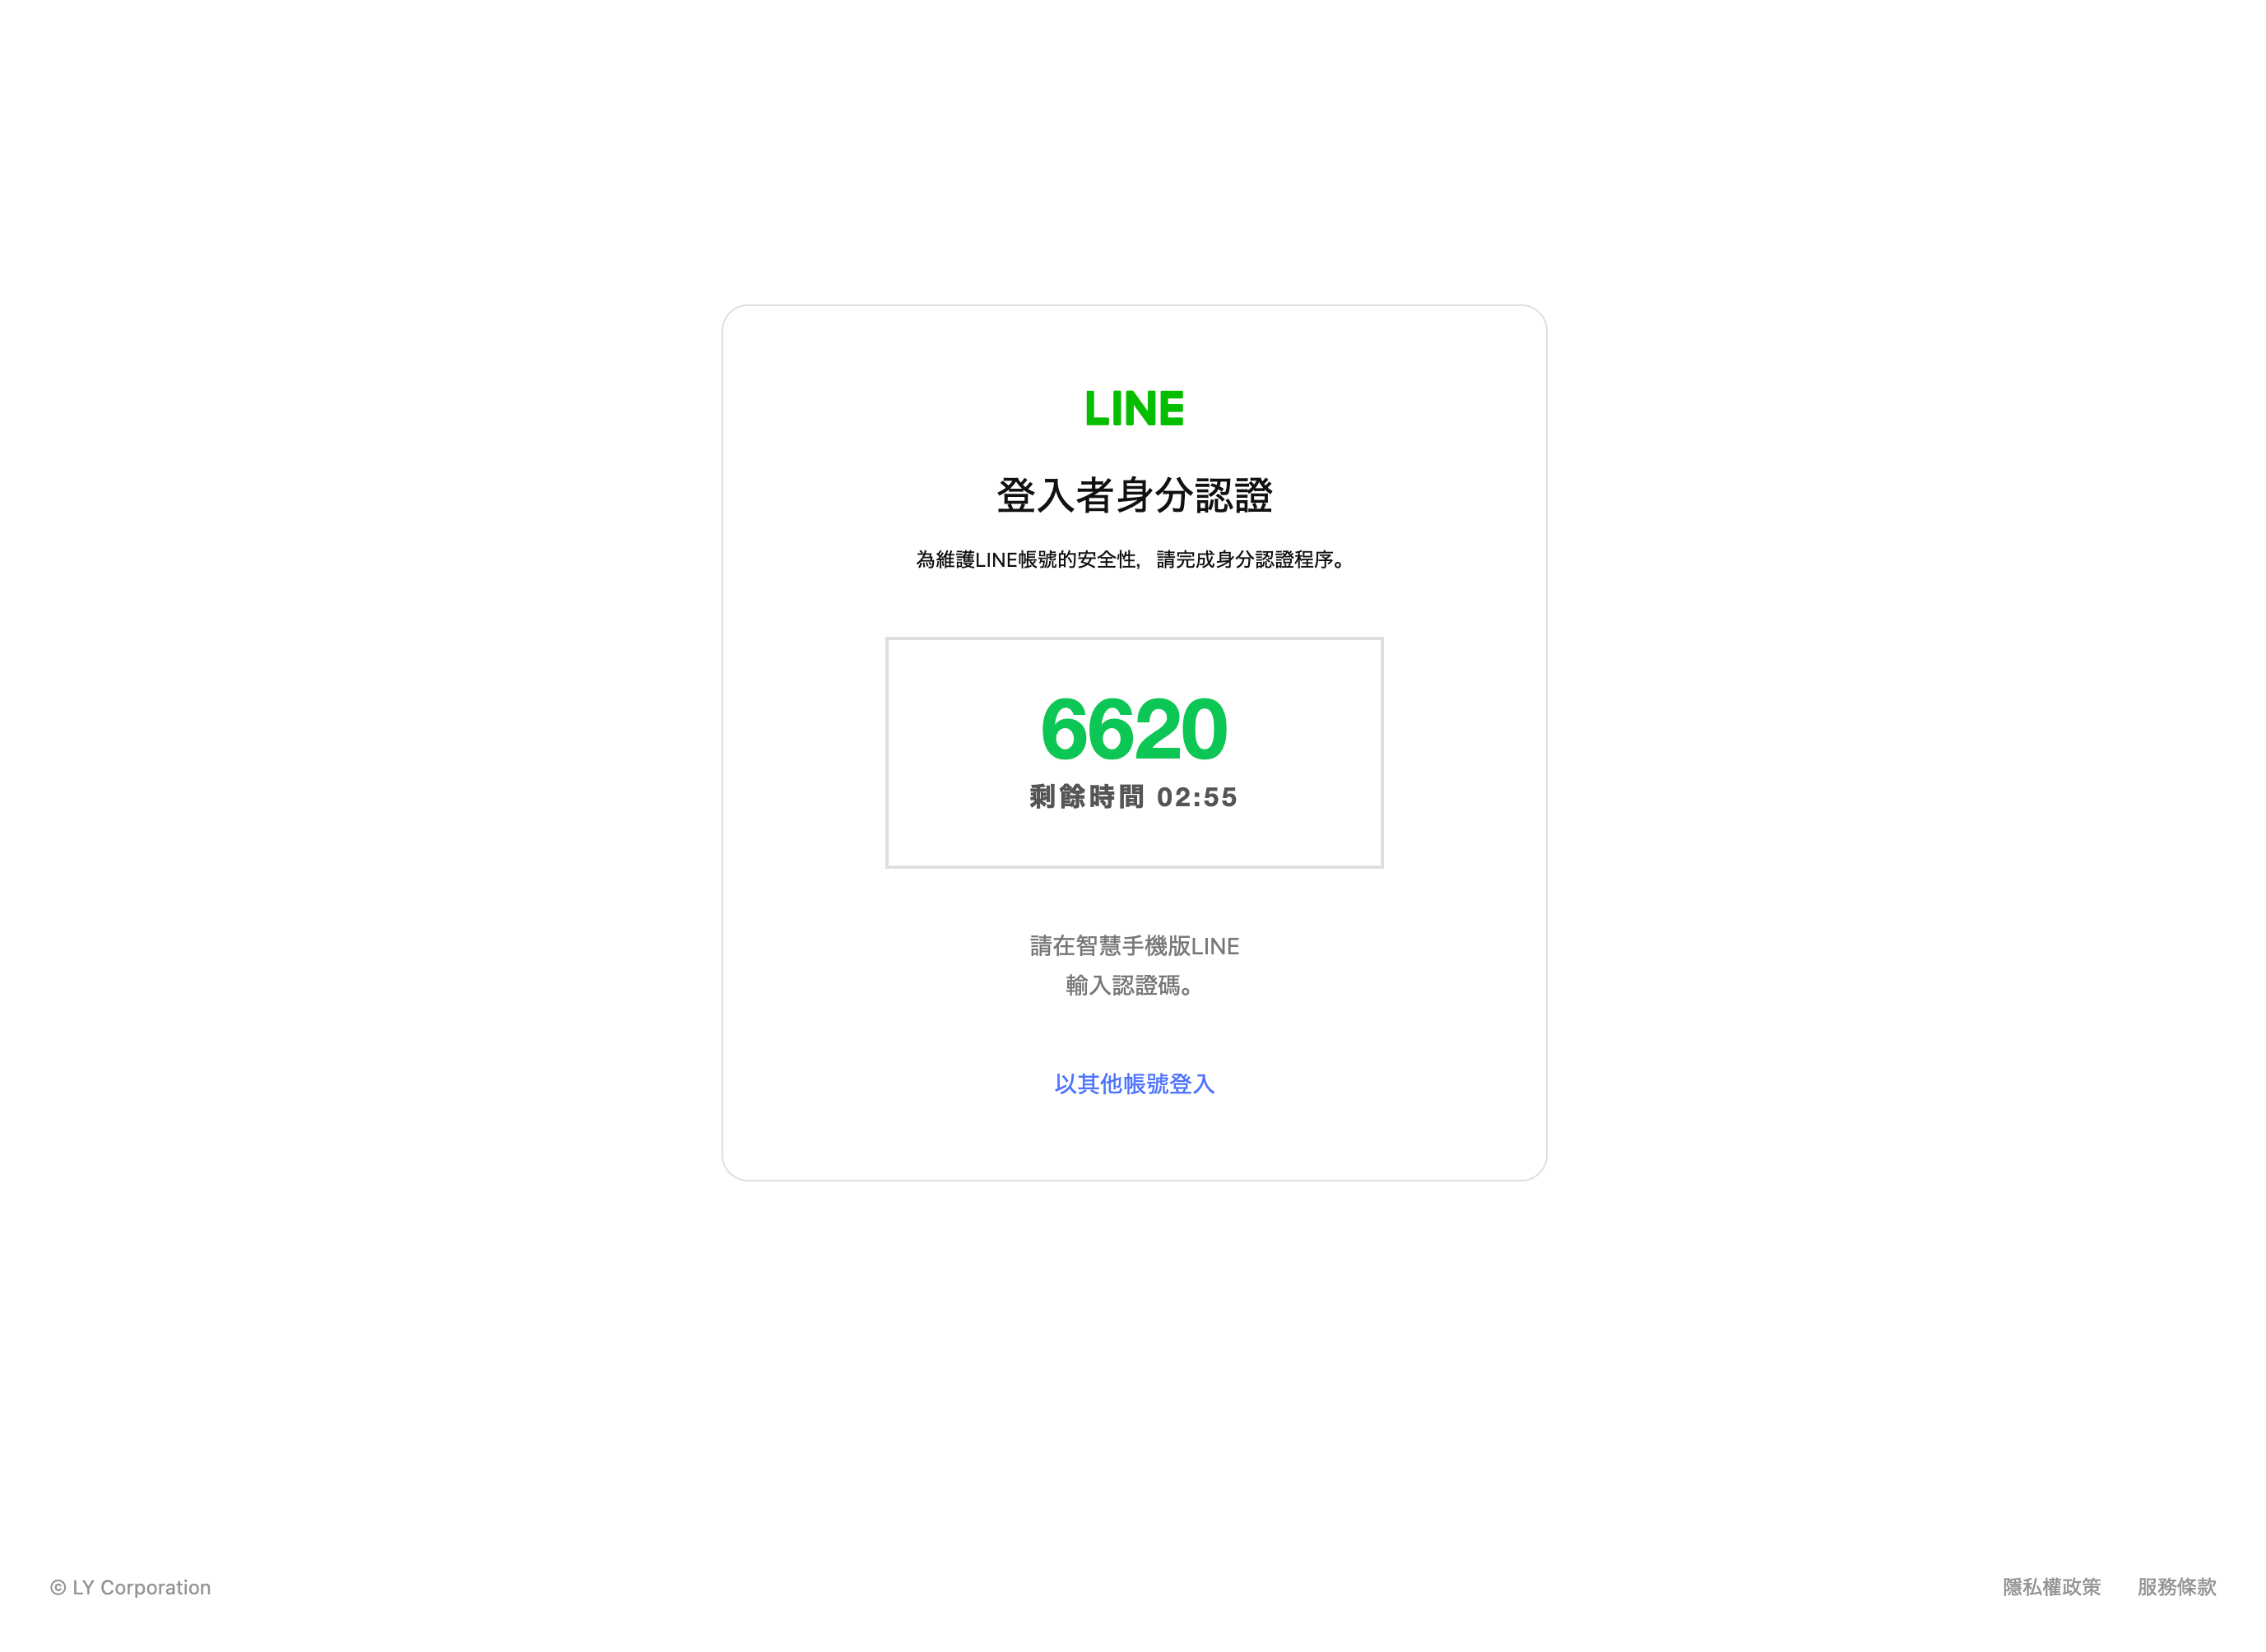 LINE
登入者身分認證
為維護LINE帳號的安全性，請完成身分認證程序。
6620
剩餘時間 02:55
請在智慧手機版LINE
輸入認證碼。
以其他帳號登入
© LY Corporation
隱私權政策 服務條款